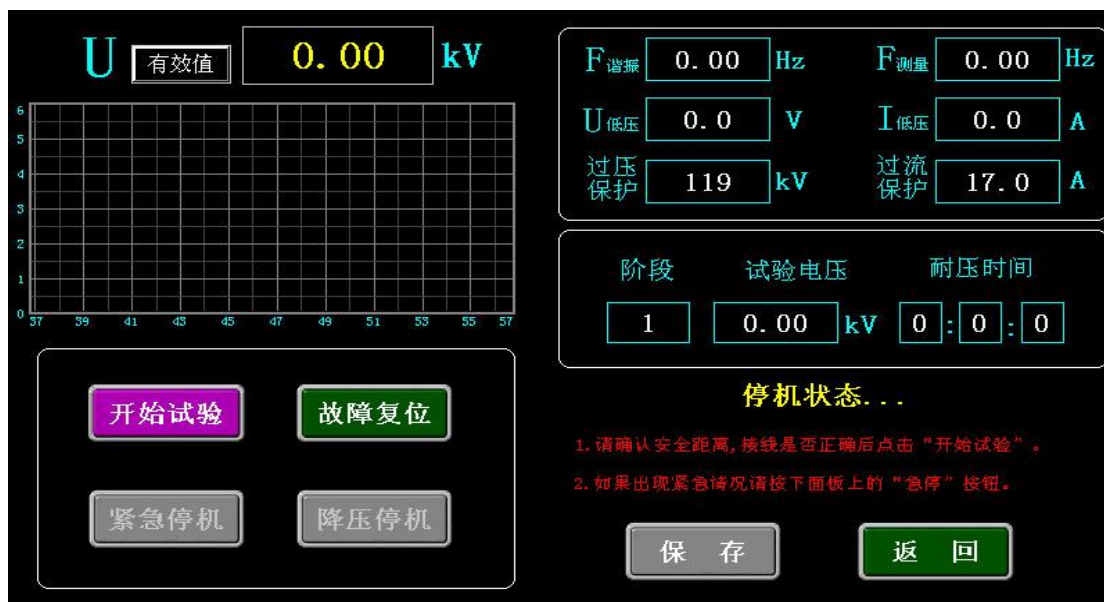 U 有效值 0.00 kV
6
5
4
3
2
1
0
37 39 41 43 45 47 49 51 53 55 57
F谐振 0.00 Hz F测量 0.00 Hz
U低压 0.0 V I低压 0.0 A
过压保护 119 kV 过流保护 17.0 A
阶段 试验电压 耐压时间
1 0.00 kV 0:0:0
开始试验 故障复位
紧急停机 降压停机
停机状态...
1.请确认安全距离,接线是否正确后点击“开始试验”。
2.如果出现紧急情况请按下面板上的“急停”按钮。
保 存 返 回